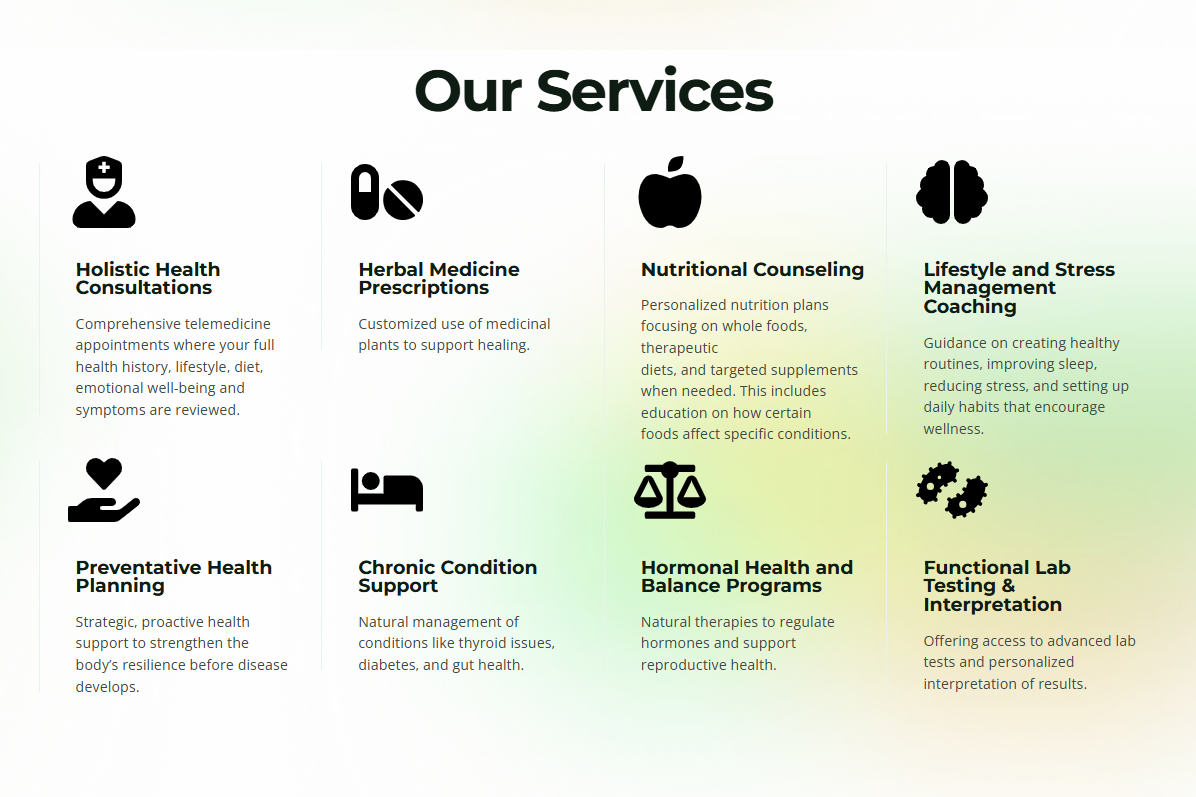 Our Services
Holistic Health
Consultations
Comprehensive telemedicine
appointments where your full
health history, lifestyle, diet,
emotional well-being and
symptoms are reviewed.
Herbal Medicine
Prescriptions
Customized use of medicinal
plants to support healing.
Nutritional Counseling
Personalized nutrition plans
focusing on whole foods,
therapeutic
diets, and targeted supplements
when needed. This includes
education on how certain
foods affect specific conditions.
Lifestyle and Stress
Management
Coaching
Guidance on creating healthy
routines, improving sleep,
reducing stress, and setting up
daily habits that encourage
wellness.
Preventative Health
Planning
Strategic, proactive health
support to strengthen the
body’s resilience before disease
develops.
Chronic Condition
Support
Natural management of
conditions like thyroid issues,
diabetes, and gut health.
Hormonal Health and
Balance Programs
Natural therapies to regulate
hormones and support
reproductive health.
Functional Lab
Testing &
Interpretation
Offering access to advanced lab
tests and personalized
interpretation of results.